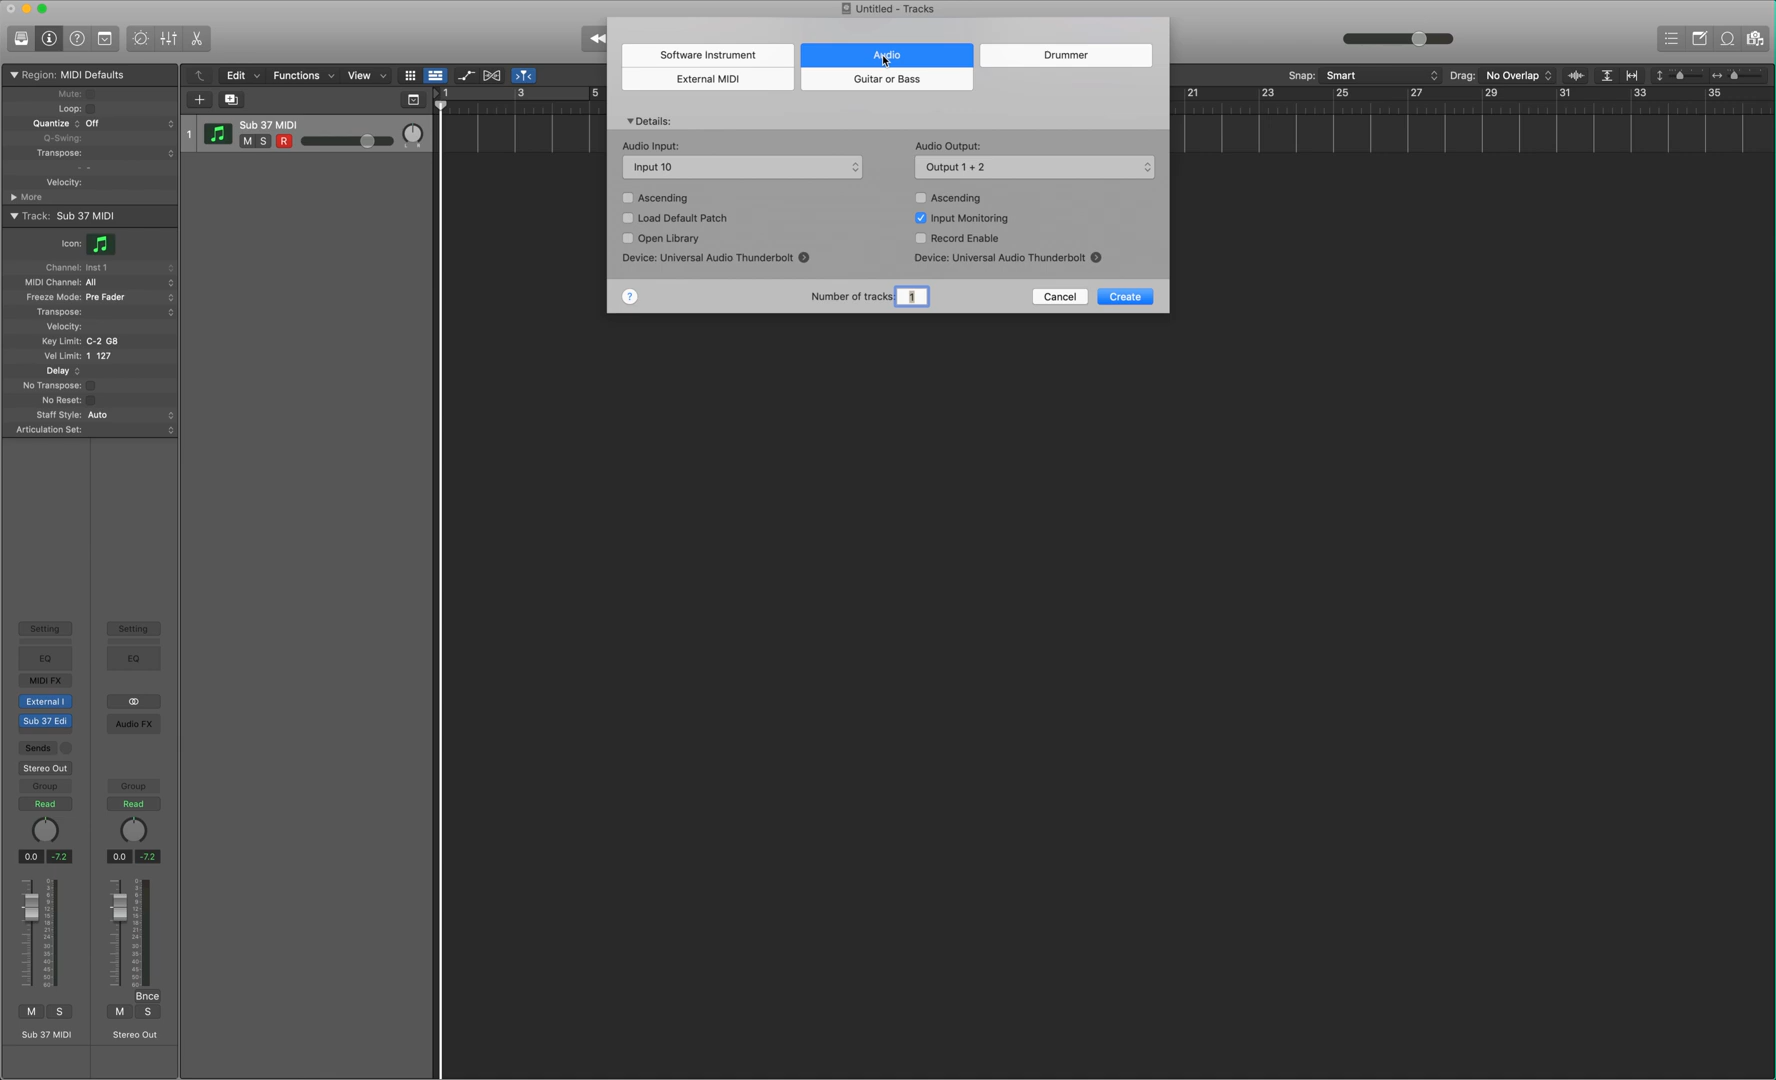 Untitled - Tracks
Software Instrument
Audio
Drummer
External MIDI
Guitar or Bass
Details:
Audio Input:
Audio Output:
Input 10
Output 1 + 2
Ascending
Ascending
Load Default Patch
Input Monitoring
Open Library
Record Enable
Device: Universal Audio Thunderbolt
Device: Universal Audio Thunderbolt
?
Number of tracks:
1
Cancel
Create
Region: MIDI Defaults
Edit
Functions
View
Snap: Smart
Drag: No Overlap
Mute:
Loop:
Quantize Off
Q-Swing:
Transpose:
- -
Velocity:
More
Track: Sub 37 MIDI
Icon:
Channel: Inst 1
MIDI Channel: All
Freeze Mode: Pre Fader
Transpose:
Velocity:
Key Limit: C-2 G8
Vel Limit: 1 127
Delay
No Transpose:
No Reset:
Staff Style: Auto
Articulation Set:
1 3 5 21 23 25 27 29 31 33 35
1
Sub 37 MIDI
M S R
Setting Setting
EQ EQ
MIDI FX
External I
Sub 37 Edi Audio FX
Sends
Stereo Out
Group Group
Read Read
0.0 -7.2 0.0 -7.2
Bnce
M S M S
Sub 37 MIDI Stereo Out